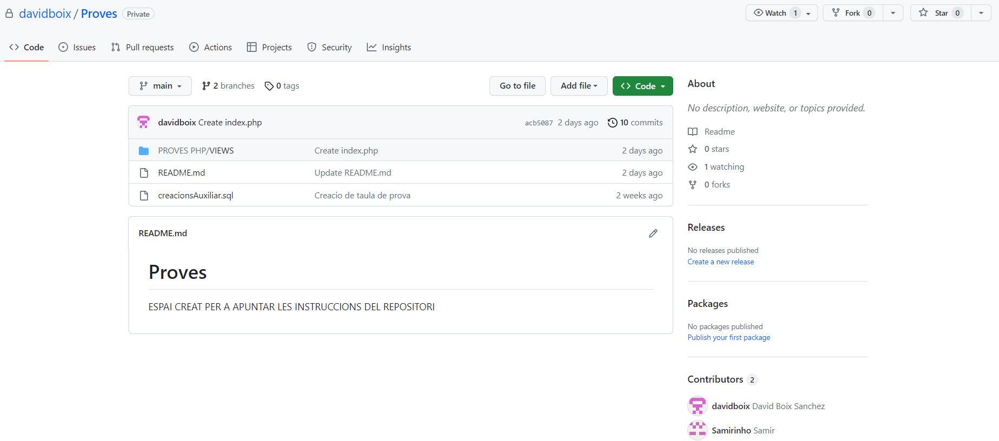 davidboix / Proves Private
Watch 1 Fork 0 Star 0
Code Issues Pull requests Actions Projects Security Insights
main 2 branches 0 tags Go to file Add file Code
davidboix Create index.php acb5087 2 days ago 10 commits
PROVES PHP/VIEWS Create index.php 2 days ago
README.md Update README.md 2 days ago
creacionsAuxiliar.sql Creacio de taula de prova 2 weeks ago
README.md
Proves
ESPAI CREAT PER A APUNTAR LES INSTRUCCIONS DEL REPOSITORI
About
No description, website, or topics provided.
Readme
0 stars
1 watching
0 forks
Releases
No releases published
Create a new release
Packages
No packages published
Publish your first package
Contributors 2
davidboix David Boix Sanchez
Samirinho Samir